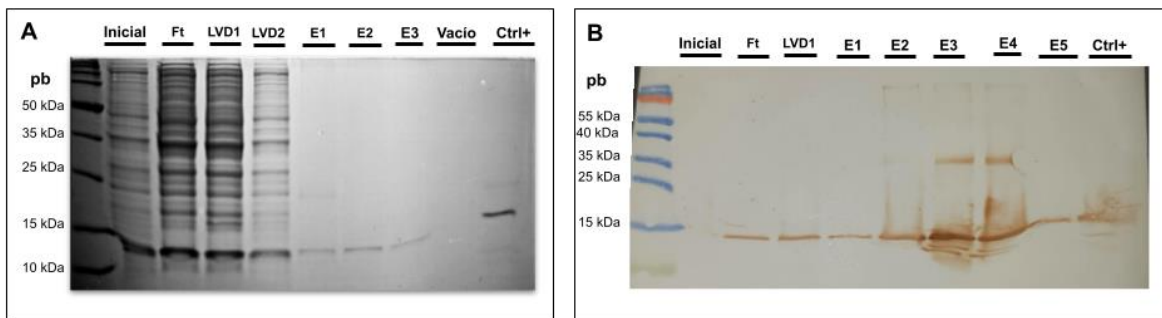 A
Inicial Ft LVD1 LVD2 E1 E2 E3 Vacío Ctrl+
pb
50 kDa
35 kDa
25 kDa
15 kDa
10 kDa
B
Inicial Ft LVD1 E1 E2 E3 E4 E5 Ctrl+
pb
55 kDa
40 kDa
35 kDa
25 kDa
15 kDa